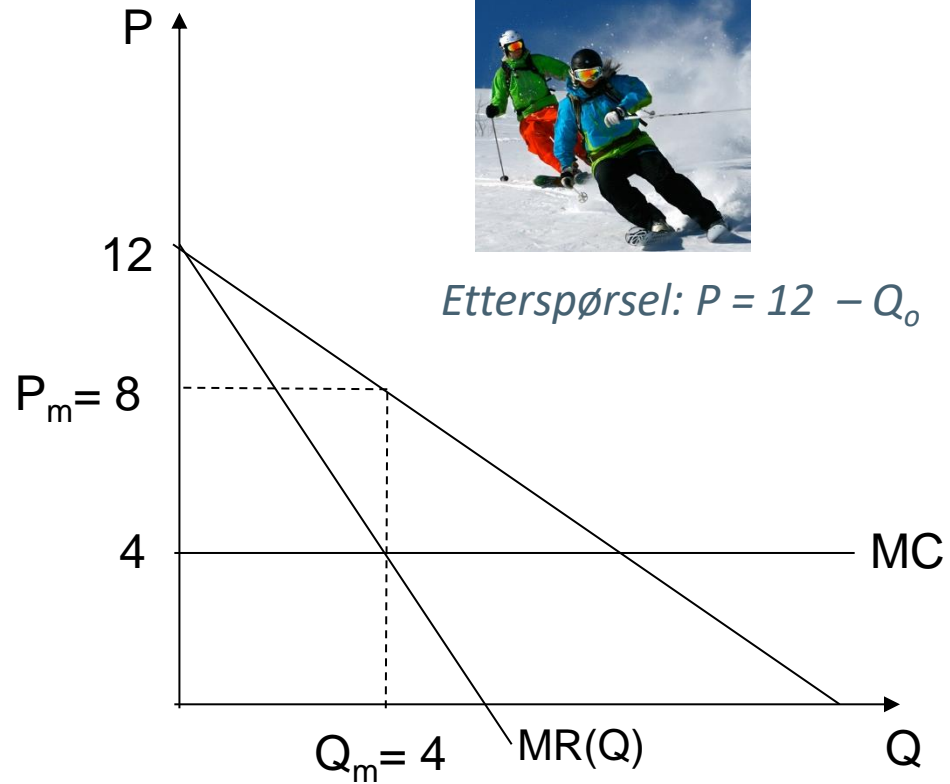 P
12
Etterspørsel: P = 12 – Qₒ
Pₘ= 8
4
MC
Qₘ= 4
MR(Q)
Q